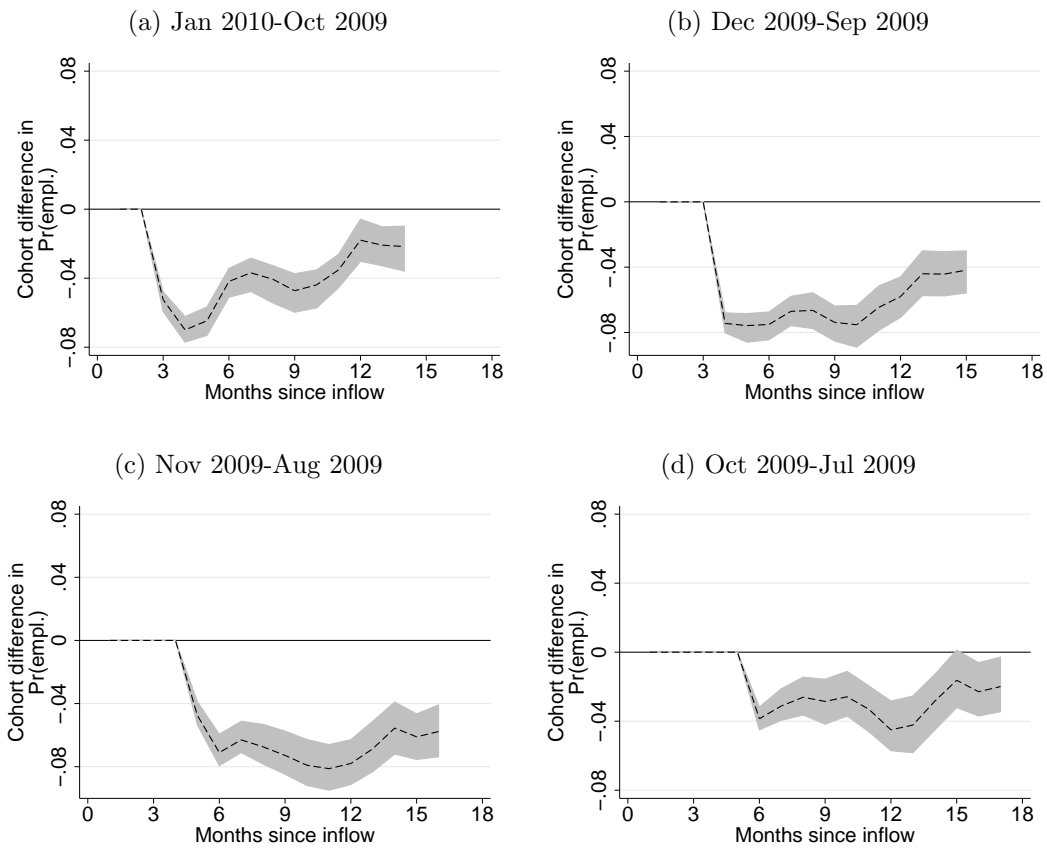 (a) Jan 2010-Oct 2009
Cohort difference in
Pr(empl.)
.08
.04
0
-.04
-.08
0 3 6 9 12 15 18
Months since inflow
(b) Dec 2009-Sep 2009
Cohort difference in
Pr(empl.)
.08
.04
0
-.04
-.08
0 3 6 9 12 15 18
Months since inflow
(c) Nov 2009-Aug 2009
Cohort difference in
Pr(empl.)
.08
.04
0
-.04
-.08
0 3 6 9 12 15 18
Months since inflow
(d) Oct 2009-Jul 2009
Cohort difference in
Pr(empl.)
.08
.04
0
-.04
-.08
0 3 6 9 12 15 18
Months since inflow